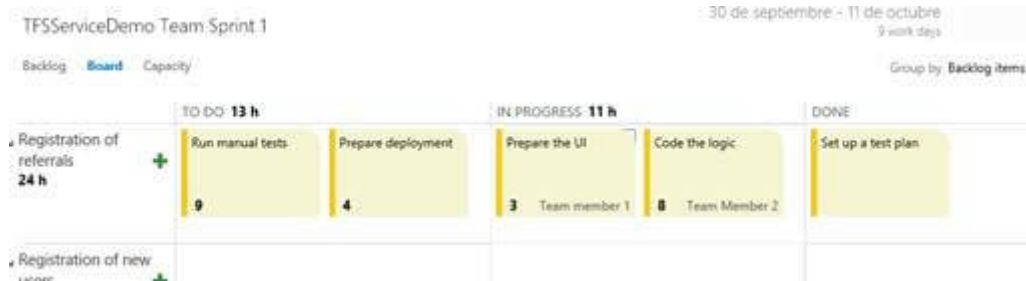 TFSServiceDemo Team Sprint 1
30 de septiembre - 11 de octubre
9 work days
Backlog Board Capacity
Group by Backlog items
TO DO 13 h
IN PROGRESS 11 h
DONE
Registration of
referrals
24 h
Run manual tests
9
Prepare deployment
4
Prepare the UI
3 Team member 1
Code the logic
8 Team Member 2
Set up a test plan
Registration of new
users